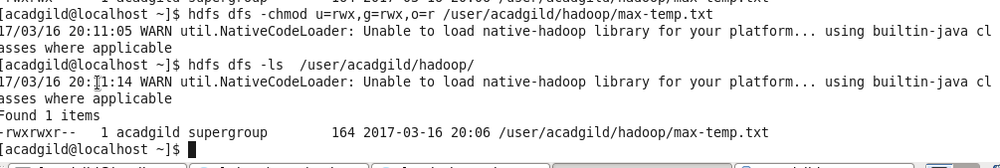 [acadgild@localhost ~]$ hdfs dfs -chmod u=rwx,g=rwx,o=r /user/acadgild/hadoop/max-temp.txt
17/03/16 20:11:05 WARN util.NativeCodeLoader: Unable to load native-hadoop library for your platform... using builtin-java cl
asses where applicable
[acadgild@localhost ~]$ hdfs dfs -ls  /user/acadgild/hadoop/
17/03/16 20:11:14 WARN util.NativeCodeLoader: Unable to load native-hadoop library for your platform... using builtin-java cl
asses where applicable
Found 1 items
-rwxrwxr--   1 acadgild supergroup        164 2017-03-16 20:06 /user/acadgild/hadoop/max-temp.txt
[acadgild@localhost ~]$